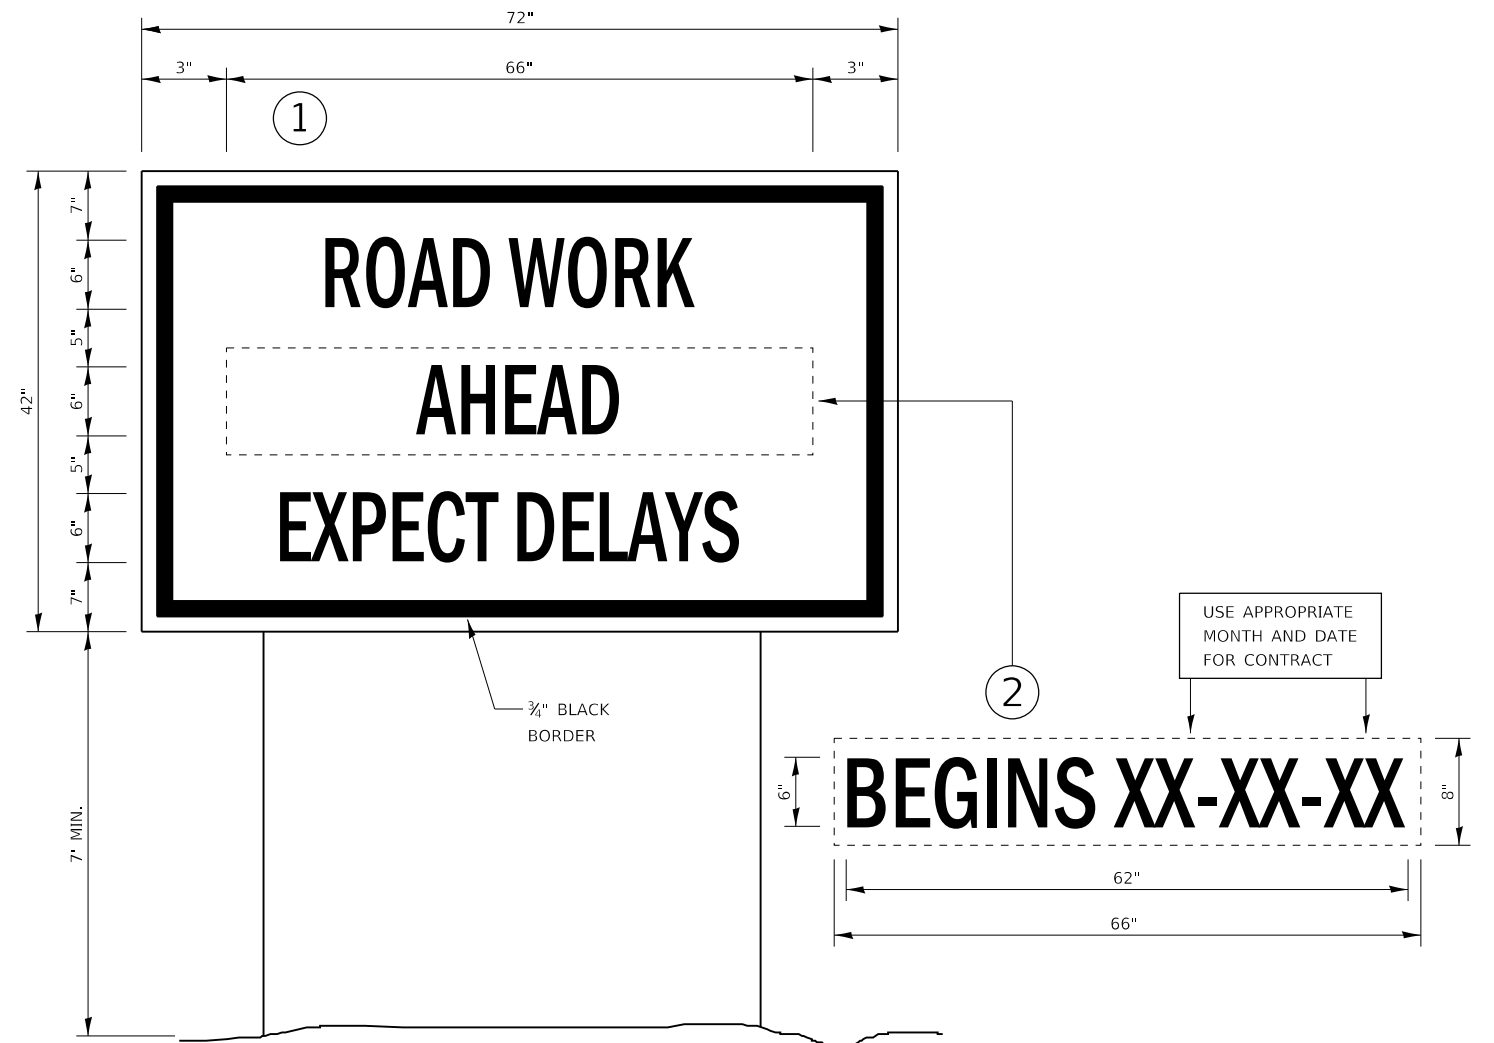 72"
3" 66" 3"
1
7"
6"
5"
6"
5"
6"
7"
42"
ROAD WORK
AHEAD
EXPECT DELAYS
¾" BLACK
BORDER
7' MIN.
2
USE APPROPRIATE
MONTH AND DATE
FOR CONTRACT
6"
BEGINS XX-XX-XX
8"
62"
66"